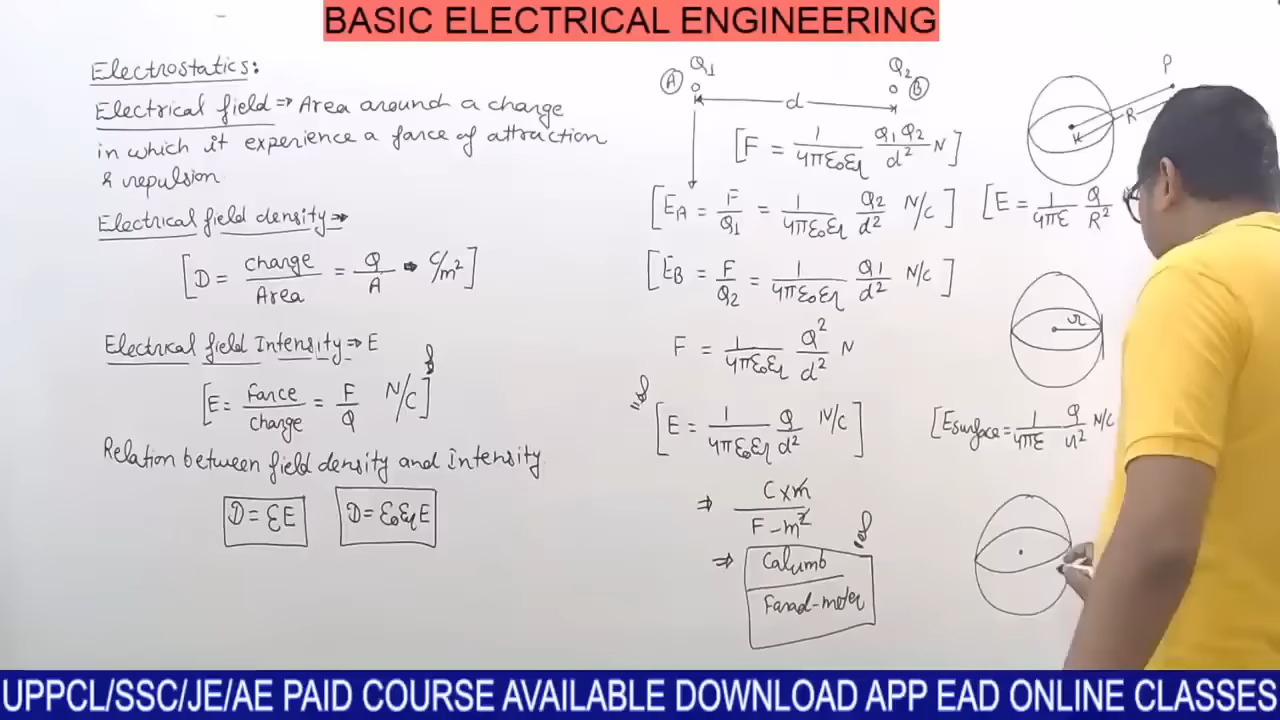 BASIC ELECTRICAL ENGINEERING
Electrostatics:
Electrical field ⇒ Area around a charge
in which it experience a force of attraction
& repulsion
Electrical field density ⇒
[D = charge/Area = Q/A - C/m²]
Electrical field Intensity ⇒ E
[E = Force/charge = F/Q N/C]
Relation between field density and Intensity
D = εE
D = ε₀εᵣE
Q₁
Q₂
A
B
d
[F = 1/4πε₀εᵣ Q₁Q₂/d² N]
[E_A = F/Q₁ = 1/4πε₀εᵣ Q₂/d² N/C]
[E_B = F/Q₂ = 1/4πε₀εᵣ Q₁/d² N/C]
F = 1/4πε₀εᵣ Q²/d² N
[E = 1/4πε₀εᵣ Q/d² N/C]
⇒ C×m/F-m²
⇒ Calumb/Farad-meter
P
R
[E = 1/4πε Q/R²
r
[Esurface = 1/4πε Q/r² N/C
UPPCL/SSC/JE/AE PAID COURSE AVAILABLE DOWNLOAD APP EAD ONLINE CLASSES